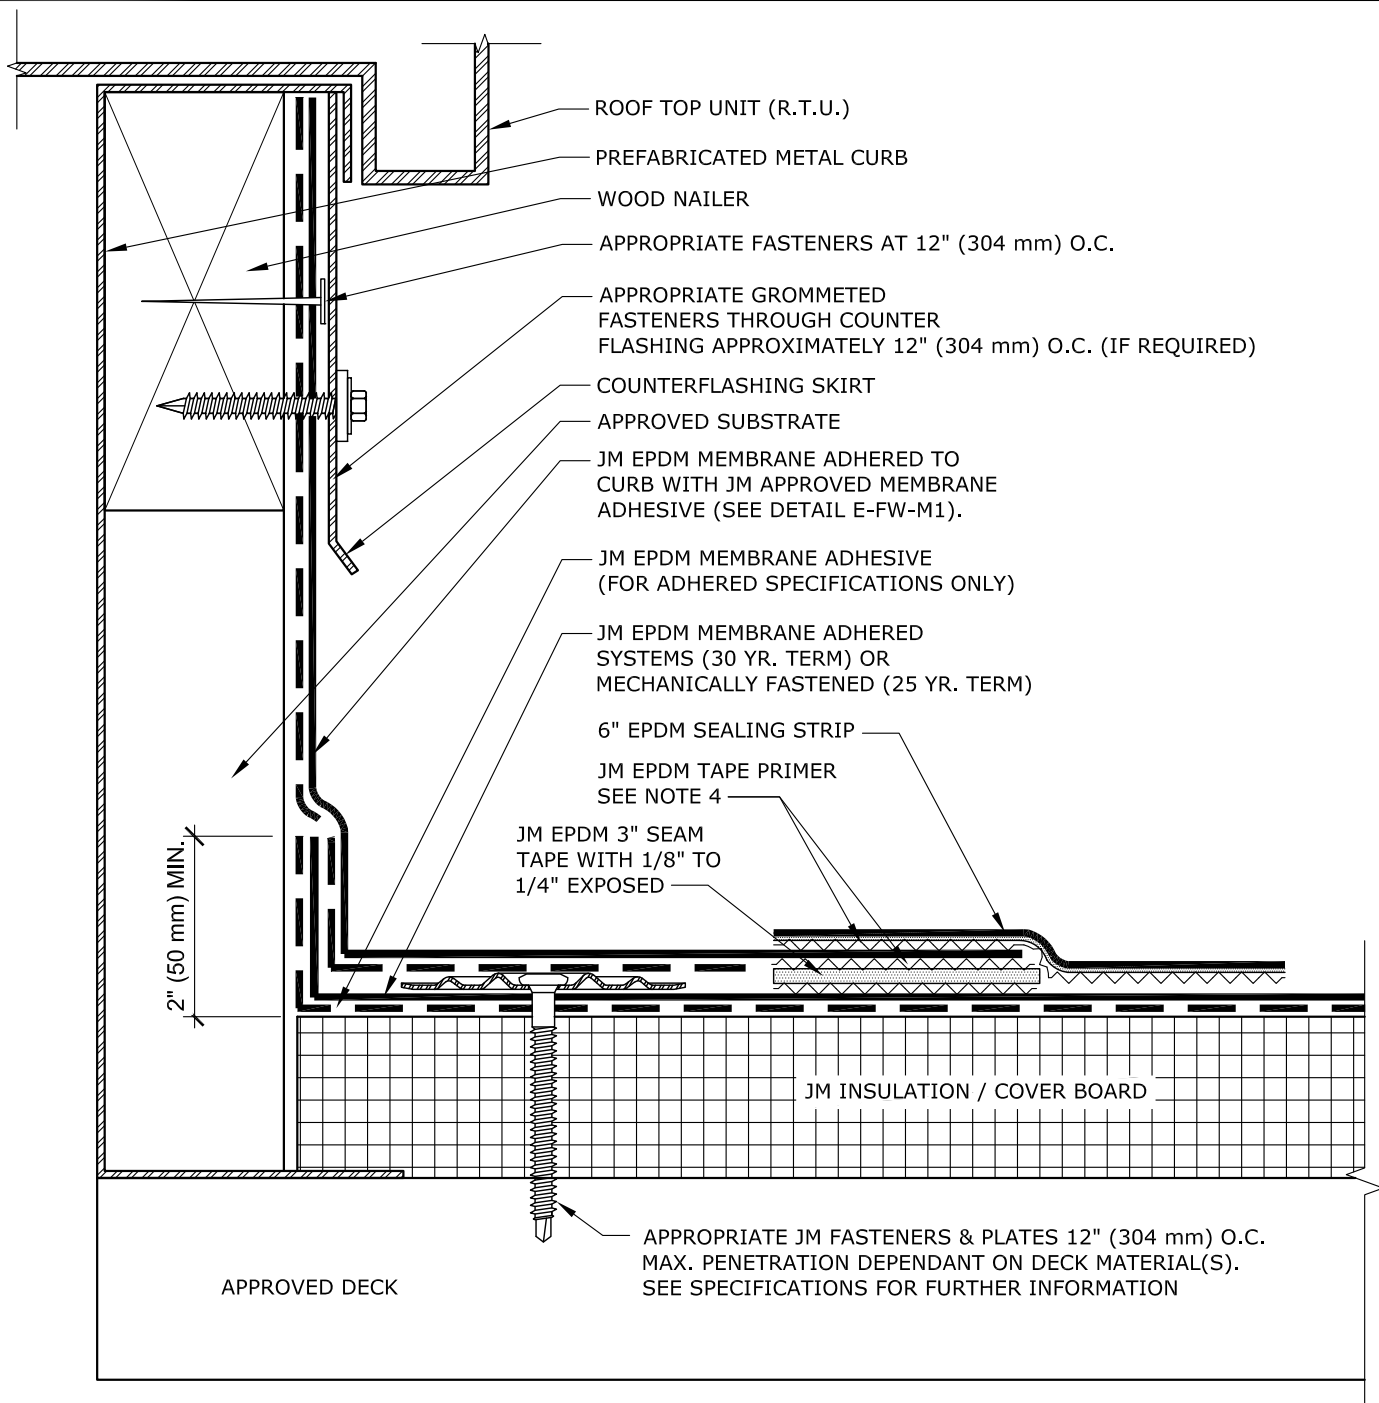 ROOF TOP UNIT (R.T.U.)
PREFABRICATED METAL CURB
WOOD NAILER
APPROPRIATE FASTENERS AT 12" (304 mm) O.C.
APPROPRIATE GROMMETED
FASTENERS THROUGH COUNTER
FLASHING APPROXIMATELY 12" (304 mm) O.C. (IF REQUIRED)
COUNTERFLASHING SKIRT
APPROVED SUBSTRATE
JM EPDM MEMBRANE ADHERED TO
CURB WITH JM APPROVED MEMBRANE
ADHESIVE (SEE DETAIL E-FW-M1).
JM EPDM MEMBRANE ADHESIVE
(FOR ADHERED SPECIFICATIONS ONLY)
JM EPDM MEMBRANE ADHERED
SYSTEMS (30 YR. TERM) OR
MECHANICALLY FASTENED (25 YR. TERM)
6" EPDM SEALING STRIP
JM EPDM TAPE PRIMER
SEE NOTE 4
JM EPDM 3" SEAM
TAPE WITH 1/8" TO
1/4" EXPOSED
2" (50 mm) MIN.
JM INSULATION / COVER BOARD
APPROPRIATE JM FASTENERS & PLATES 12" (304 mm) O.C.
MAX. PENETRATION DEPENDANT ON DECK MATERIAL(S).
SEE SPECIFICATIONS FOR FURTHER INFORMATION
APPROVED DECK